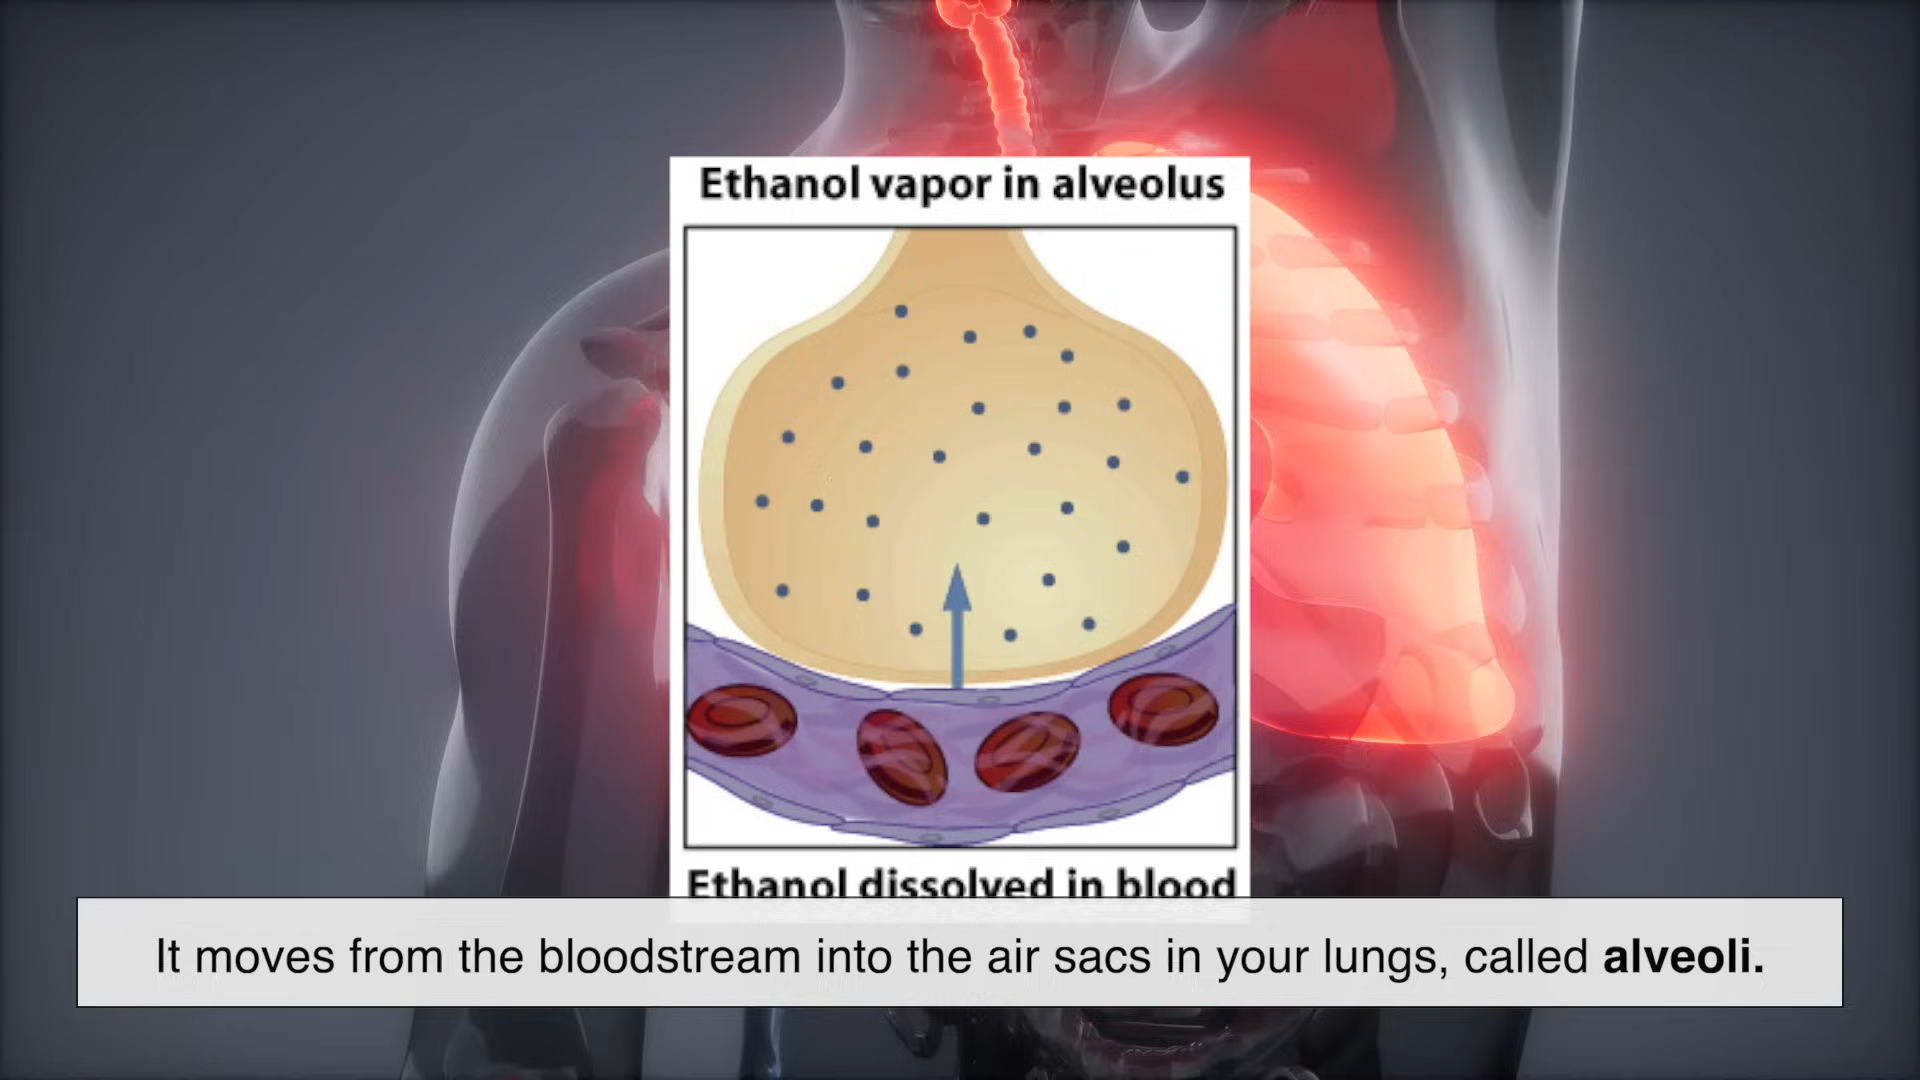 Ethanol vapor in alveolus
Ethanol dissolved in blood
It moves from the bloodstream into the air sacs in your lungs, called alveoli.